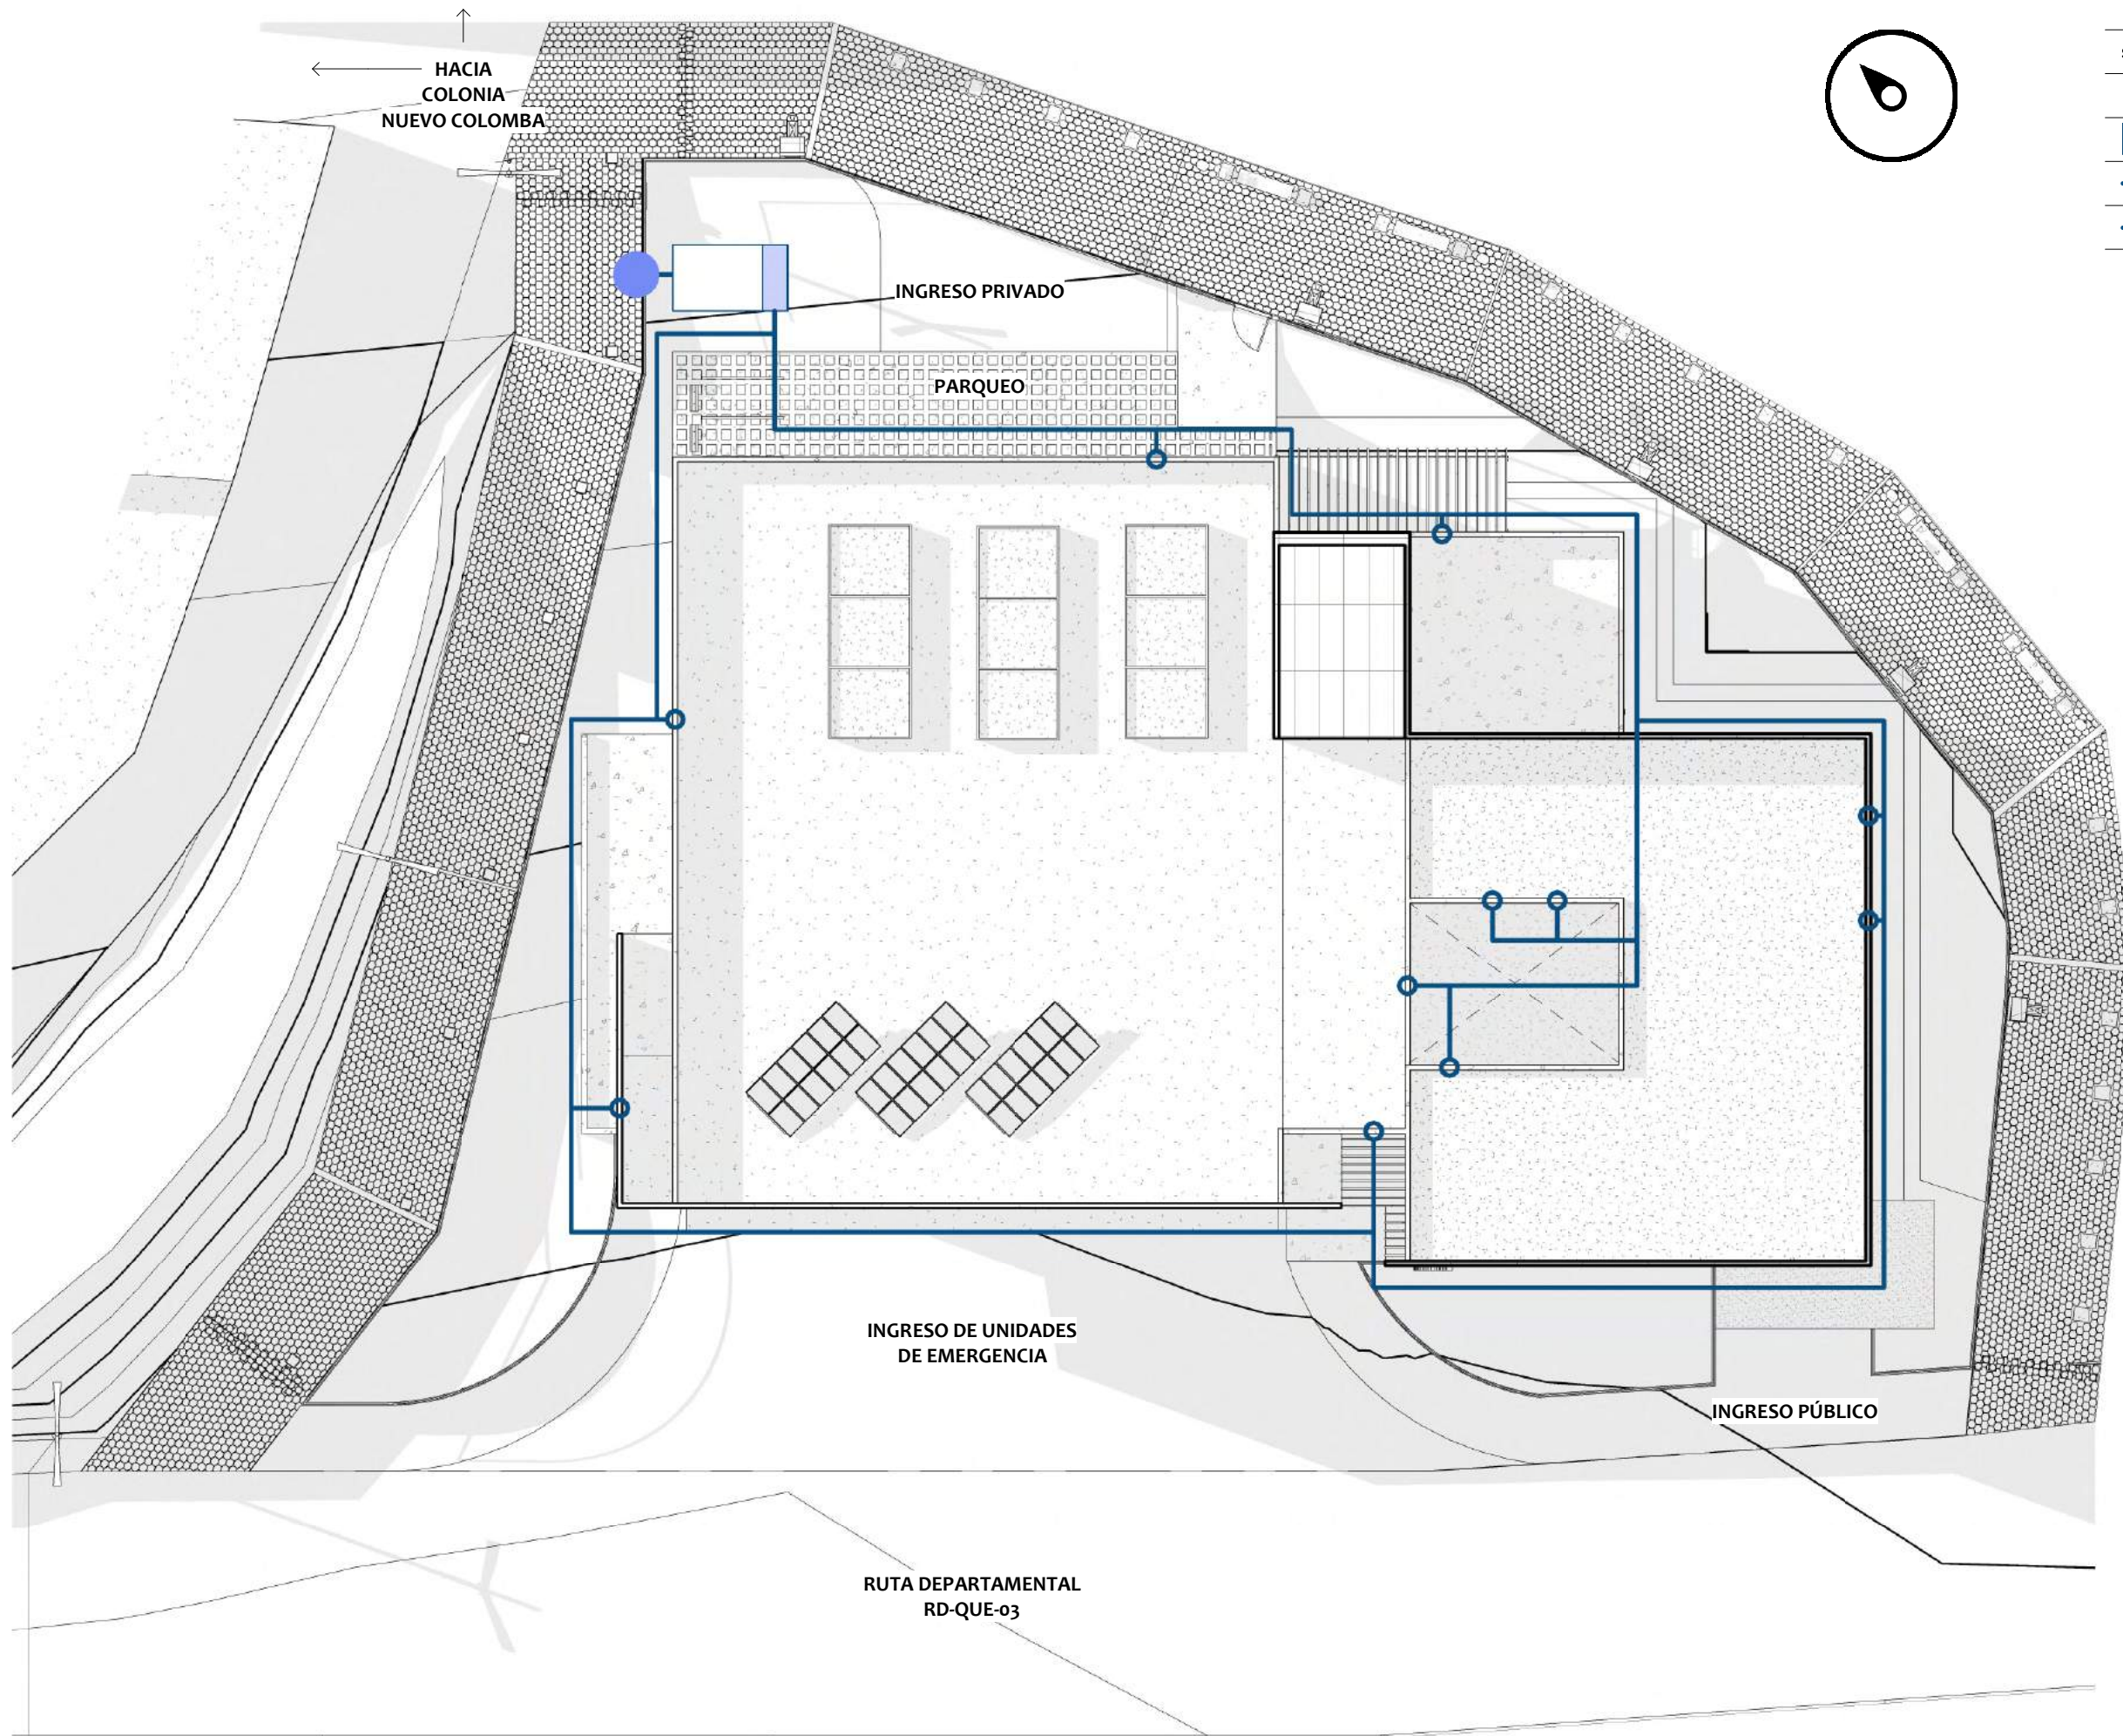 HACIA
COLONIA
NUEVO COLOMBA
INGRESO PRIVADO
PARQUEO
INGRESO DE UNIDADES
DE EMERGENCIA
INGRESO PÚBLICO
RUTA DEPARTAMENTAL
RD-QUE-03